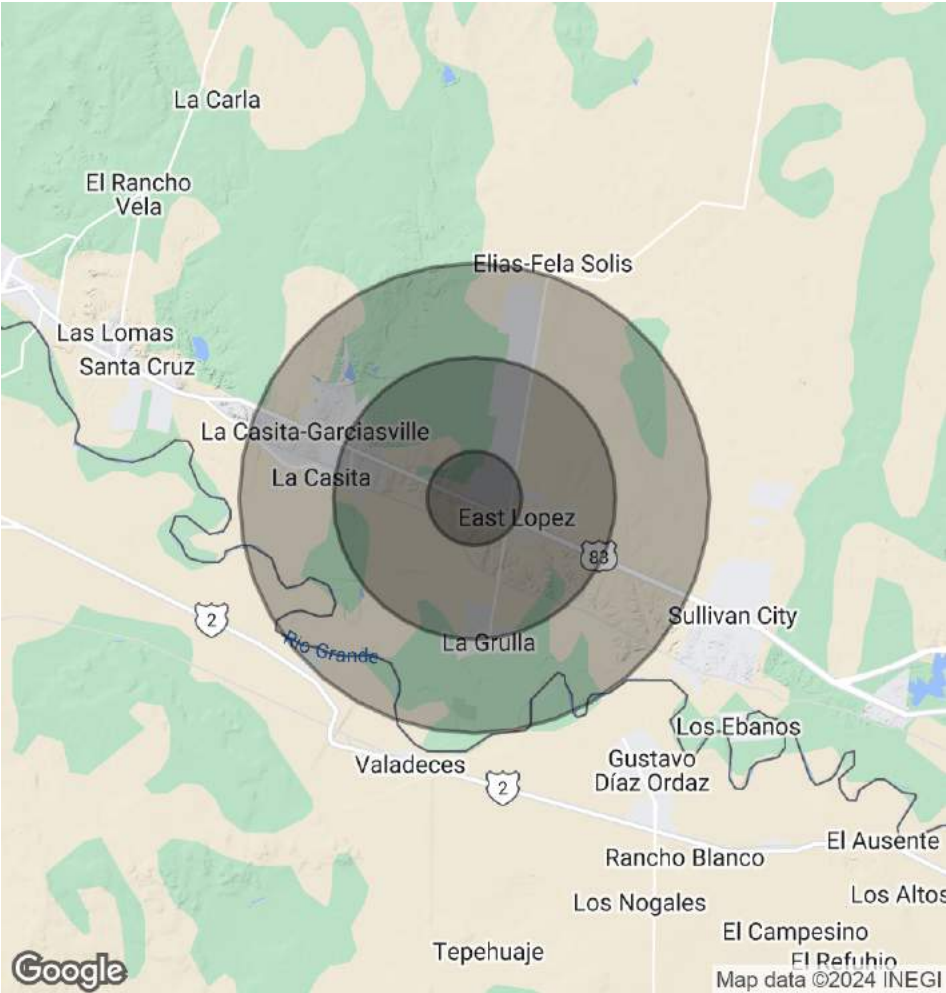 La Carla
El Rancho
Vela
Elias-Fela Solis
Las Lomas
Santa Cruz
La Casita-Garciasville
La Casita
East Lopez
83
2
Sullivan City
La Grulla
Rio Grande
Los Ebanos
Valadeces
Gustavo
Díaz Ordaz
2
El Ausente
Rancho Blanco
Los Altos
Los Nogales
El Campesino
Tepehuaje
El Refugio
Google
Map data ©2024 INEGI